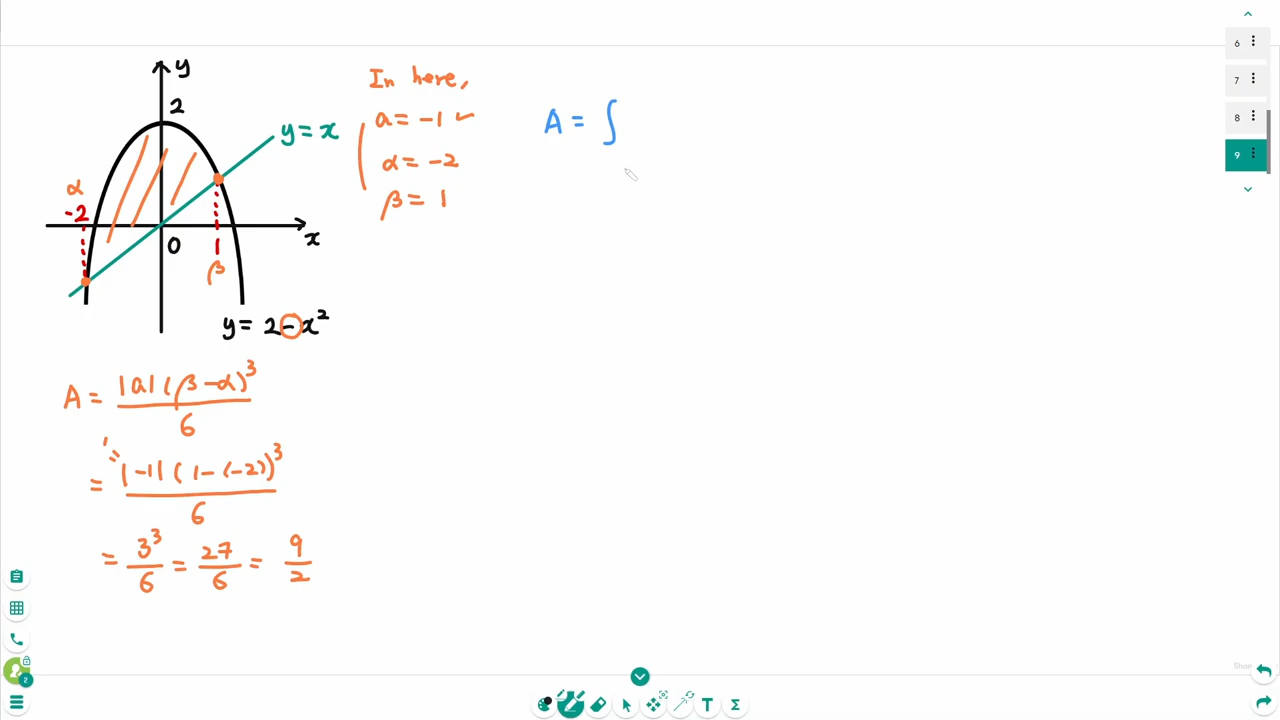 y
2
y = x
α
-2
0
1
β
x
y = 2 - x²
In here,
a = -1 ✓
α = -2
β = 1
A = ∫
A = |a| (β - α)³ / 6
= |-1| (1 - (-2))³ / 6
= 3³/6 = 27/6 = 9/2
6
7
8
9
2
T
Σ